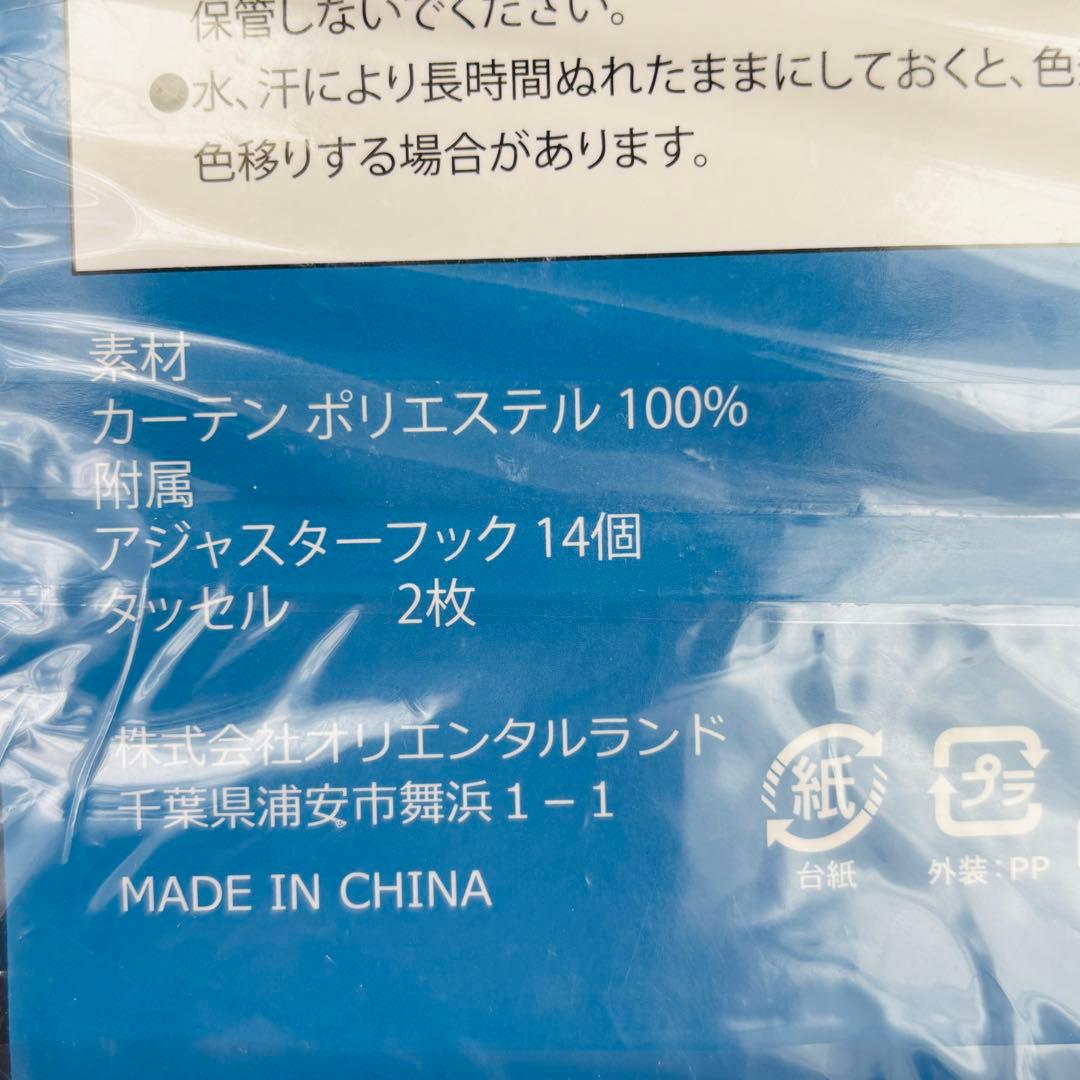 保管しないでください。
●水、汗により長時間ぬれたままにしておくと、色
色移りする場合があります。
素材
カーテン ポリエステル 100%
附属
アジャスターフック 14個
タッセル 2枚
株式会社オリエンタルランド
千葉県浦安市舞浜1-1
MADE IN CHINA
紙
台紙
プラ
外装:PP